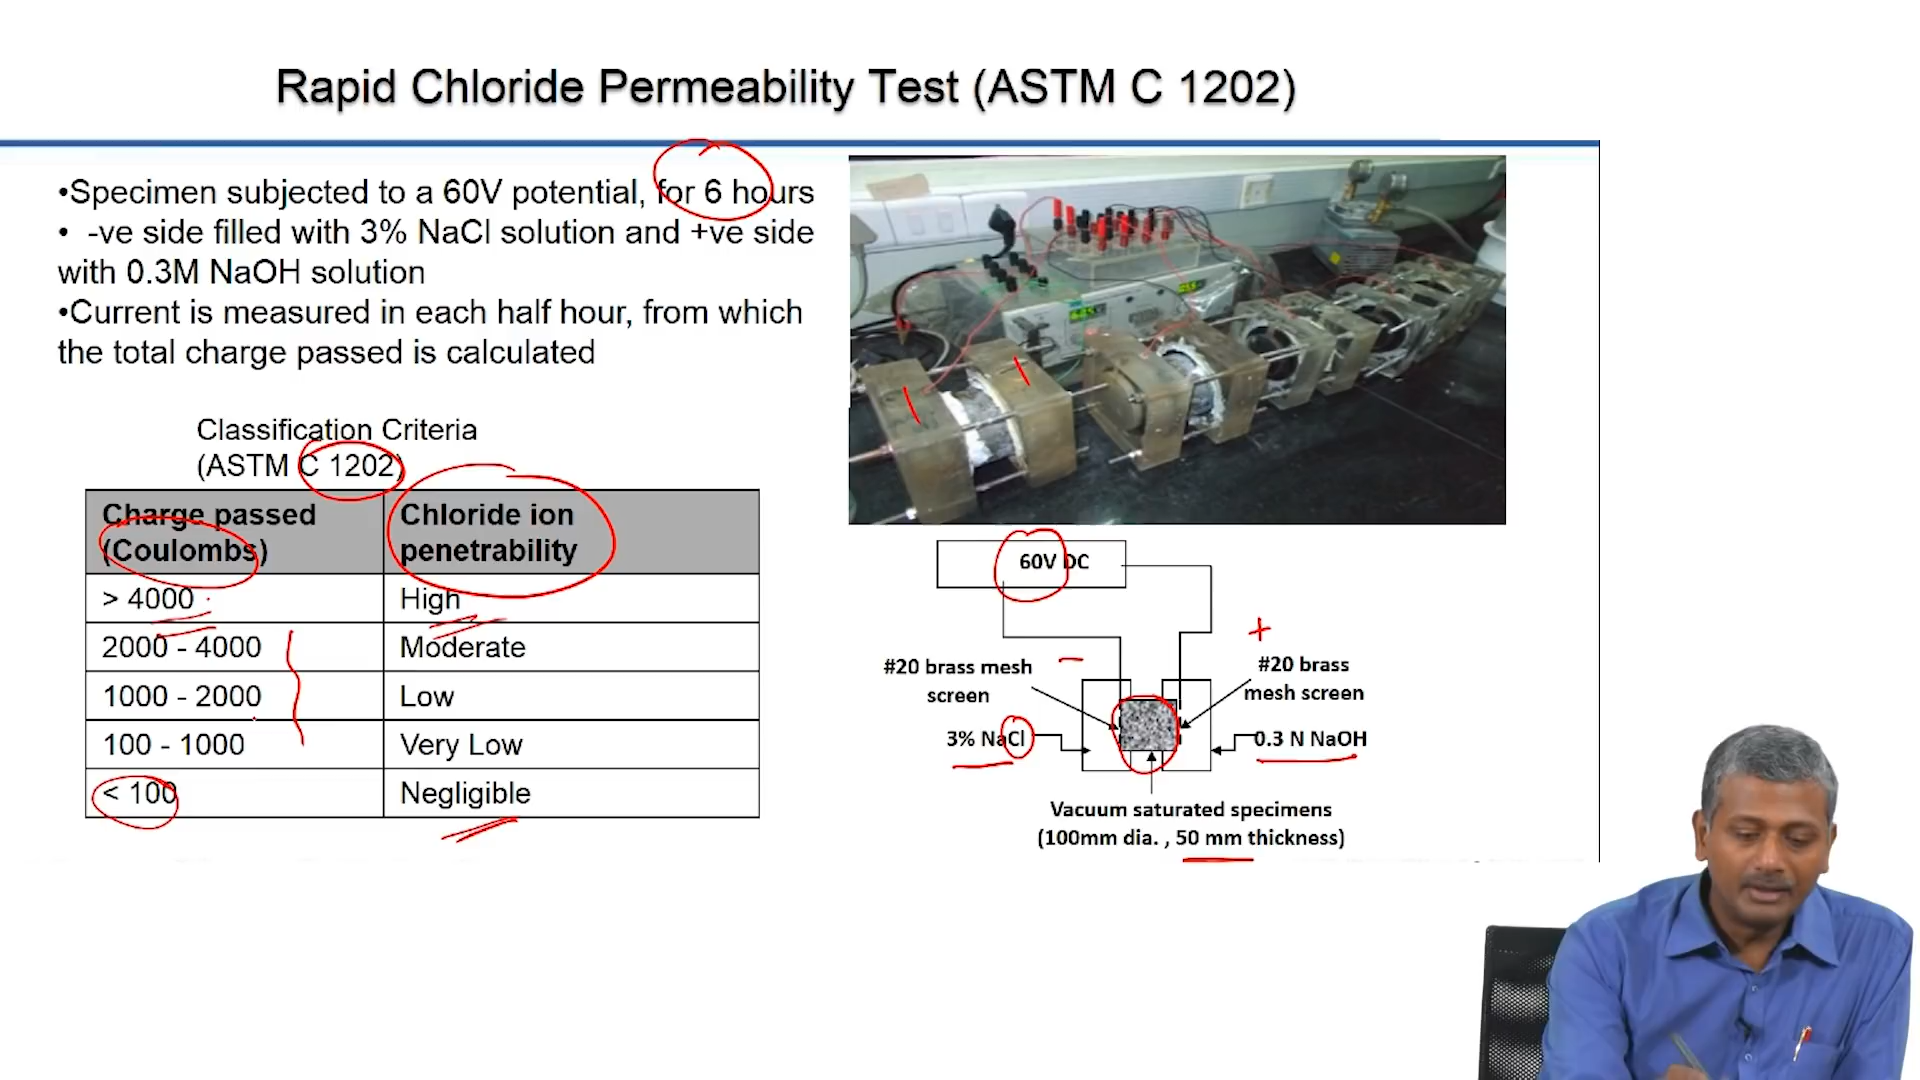 Rapid Chloride Permeability Test (ASTM C 1202)
•Specimen subjected to a 60V potential, for 6 hours
• -ve side filled with 3% NaCl solution and +ve side
with 0.3M NaOH solution
•Current is measured in each half hour, from which
the total charge passed is calculated
Classification Criteria
(ASTM C 1202)
Charge passed
(Coulombs)
Chloride ion
penetrability
> 4000
High
2000 - 4000
Moderate
1000 - 2000
Low
100 - 1000
Very Low
< 100
Negligible
60V DC
+
-
#20 brass mesh
screen
#20 brass
mesh screen
3% NaCl
0.3 N NaOH
Vacuum saturated specimens
(100mm dia. , 50 mm thickness)